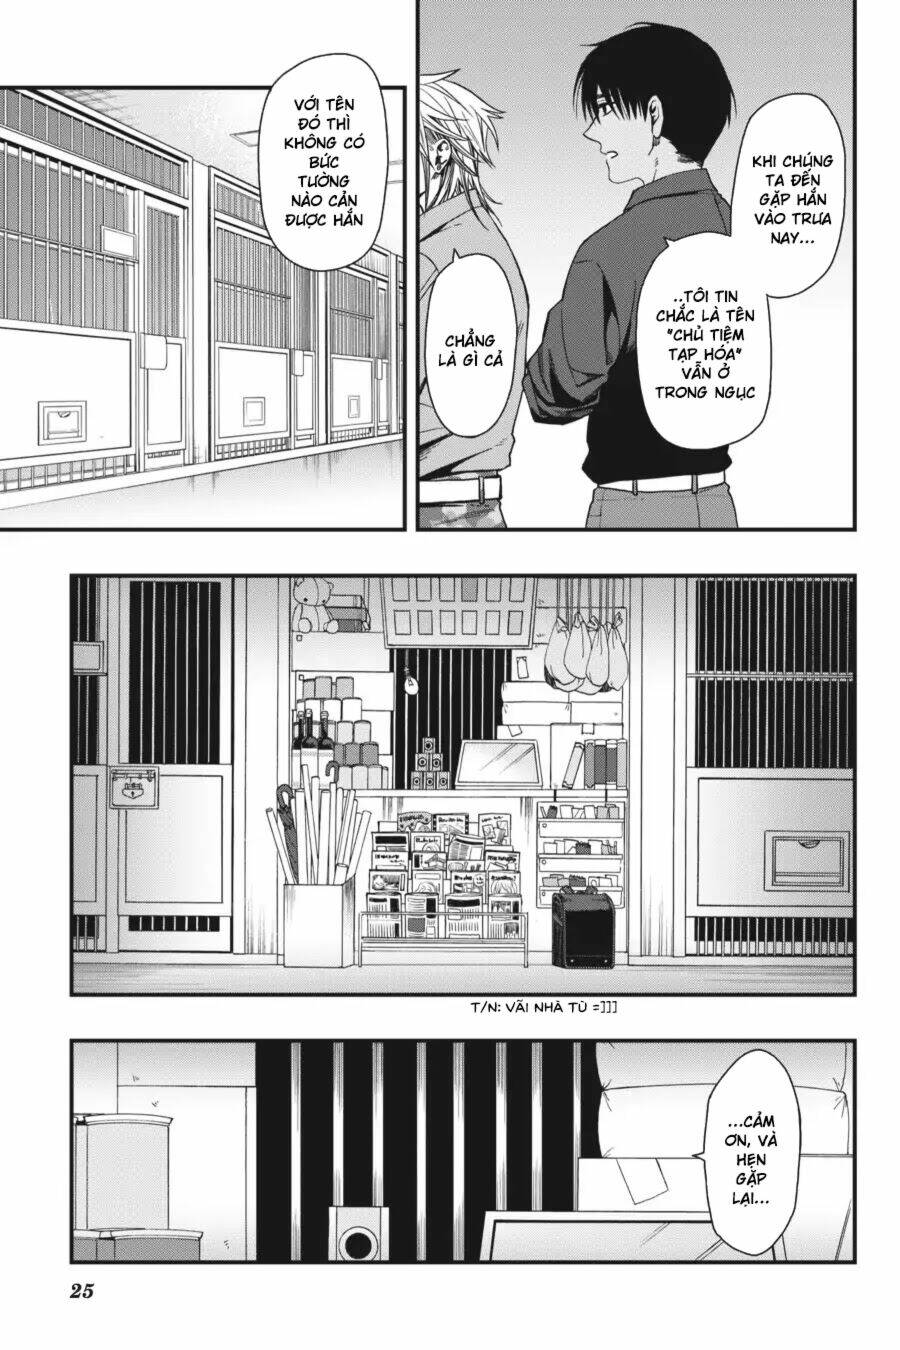 KHI CHÚNG
TA ĐẾN
GẶP HẮN
VÀO TRƯA
NAY...
..TÔI TIN
CHẮC LÀ TÊN
"CHỦ TIỆM
TẠP HÓA"
VẪN Ở
TRONG NGỤC
CHẲNG
LÀ GÌ CẢ
VỚI TÊN
ĐÓ THÌ
KHÔNG CÓ
BỨC
TƯỜNG
NÀO CẢN
ĐƯỢC HẮN
T/N: VÃI NHÀ TÙ =]]]
...CẢM
ƠN, VÀ
HẸN
GẶP
LẠI...
25